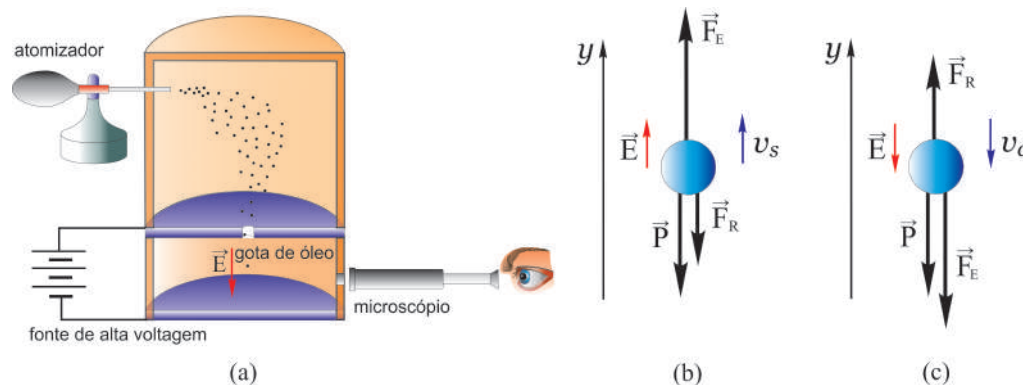 atomizador
E
gota de óleo
microscópio
fonte de alta voltagem
(a)
y
F_E
E
v_s
P
F_R
(b)
y
F_R
E
P
F_E
(c)